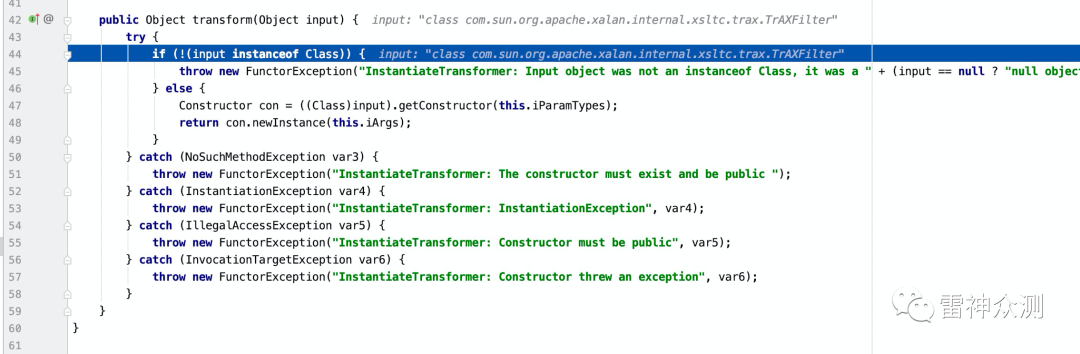 41
42 @ public Object transform(Object input) { input: "class com.sun.org.apache.xalan.internal.xsltc.trax.TrAXFilter"
43 try {
44 if (!(input instanceof Class)) { input: "class com.sun.org.apache.xalan.internal.xsltc.trax.TrAXFilter"
45 throw new FunctorException("InstantiateTransformer: Input object was not an instanceof Class, it was a " + (input == null ? "null objec
46 } else {
47 Constructor con = ((Class)input).getConstructor(this.iParamTypes);
48 return con.newInstance(this.iArgs);
49 }
50 } catch (NoSuchMethodException var3) {
51 throw new FunctorException("InstantiateTransformer: The constructor must exist and be public ");
52 } catch (InstantiationException var4) {
53 throw new FunctorException("InstantiateTransformer: InstantiationException", var4);
54 } catch (IllegalAccessException var5) {
55 throw new FunctorException("InstantiateTransformer: Constructor must be public", var5);
56 } catch (InvocationTargetException var6) {
57 throw new FunctorException("InstantiateTransformer: Constructor threw an exception", var6);
58 }
59 }
60 }
61
雷神众测